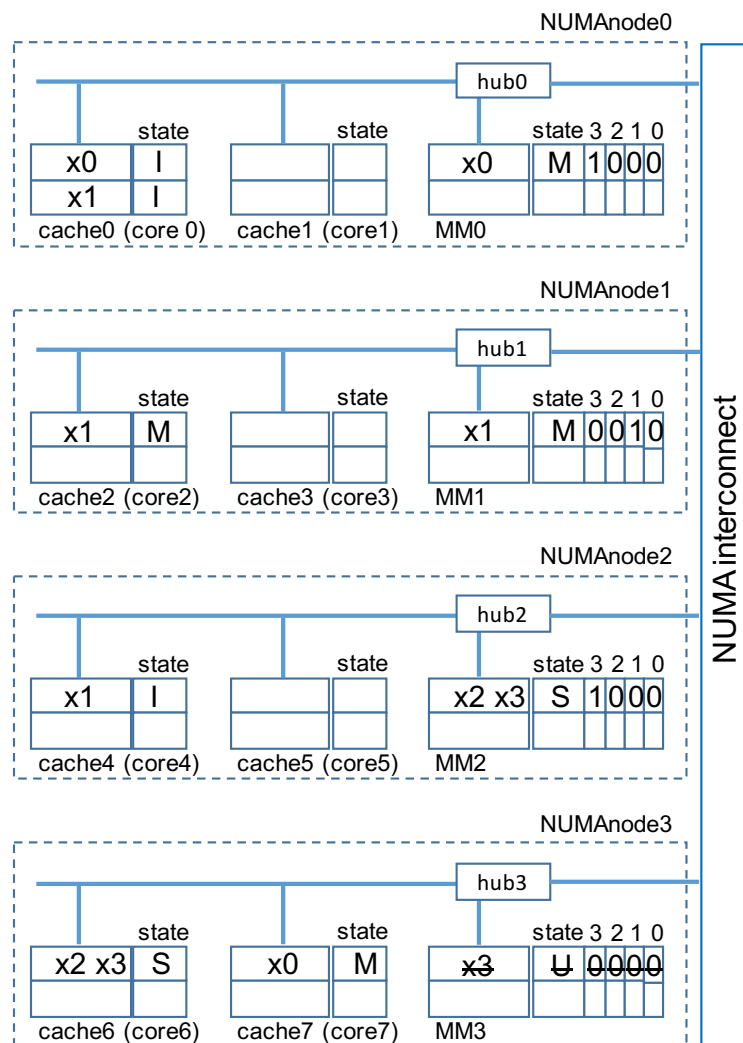 NUMAnode0
hub0
state state state 3 2 1 0
x0 I x0 M 1 0 0 0
x1 I
cache0 (core 0) cache1 (core1) MM0
NUMAnode1
hub1
state state state 3 2 1 0
x1 M x1 M 0 0 1 0
cache2 (core2) cache3 (core3) MM1
NUMAnode2
hub2
state state state 3 2 1 0
x1 I x2 x3 S 1 0 0 0
cache4 (core4) cache5 (core5) MM2
NUMAnode3
hub3
state state state 3 2 1 0
x2 x3 S x0 M x3 U 0 0 0 0
cache6 (core6) cache7 (core7) MM3
NUMA interconnect